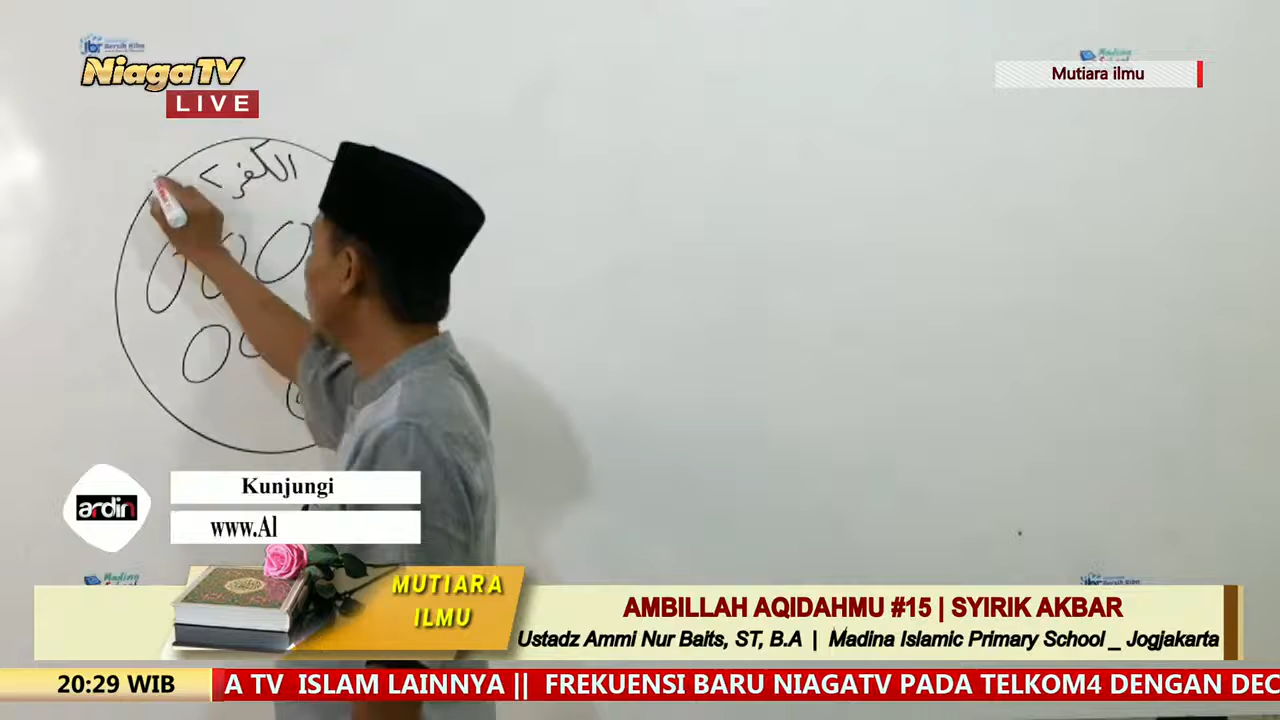 Niaga TV
LIVE
Mutiara ilmu
الكفر
ardin
Kunjungi
www.Al
MUTIARA
ILMU
AMBILLAH AQIDAHMU #15 | SYIRIK AKBAR
Ustadz Ammi Nur Baits, ST, B.A | Madina Islamic Primary School _ Jogjakarta
20:29 WIB
A TV ISLAM LAINNYA || FREKUENSI BARU NIAGATV PADA TELKOM4 DENGAN DEC